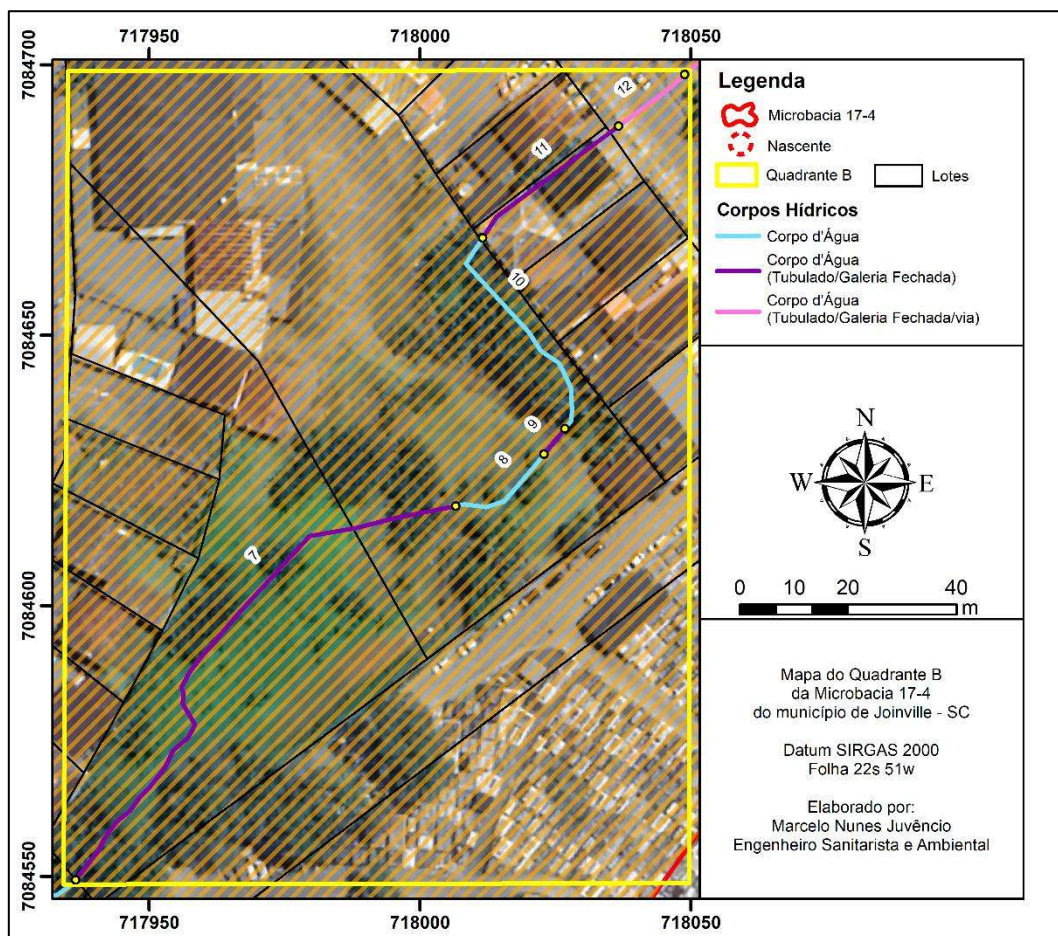 717950
718000
718050
7084700
7084650
7084600
7084550
12
11
10
9
8
7
717950
718000
718050
Legenda
Microbacia 17-4
Nascente
Quadrante B
Lotes
Corpos Hídricos
Corpo d'Água
Corpo d'Água
(Tubulado/Galeria Fechada)
Corpo d'Água
(Tubulado/Galeria Fechada/via)
N
W
E
S
0 10 20 40
m
Mapa do Quadrante B
da Microbacia 17-4
do município de Joinville - SC
Datum SIRGAS 2000
Folha 22s 51w
Elaborado por:
Marcelo Nunes Juvêncio
Engenheiro Sanitarista e Ambiental